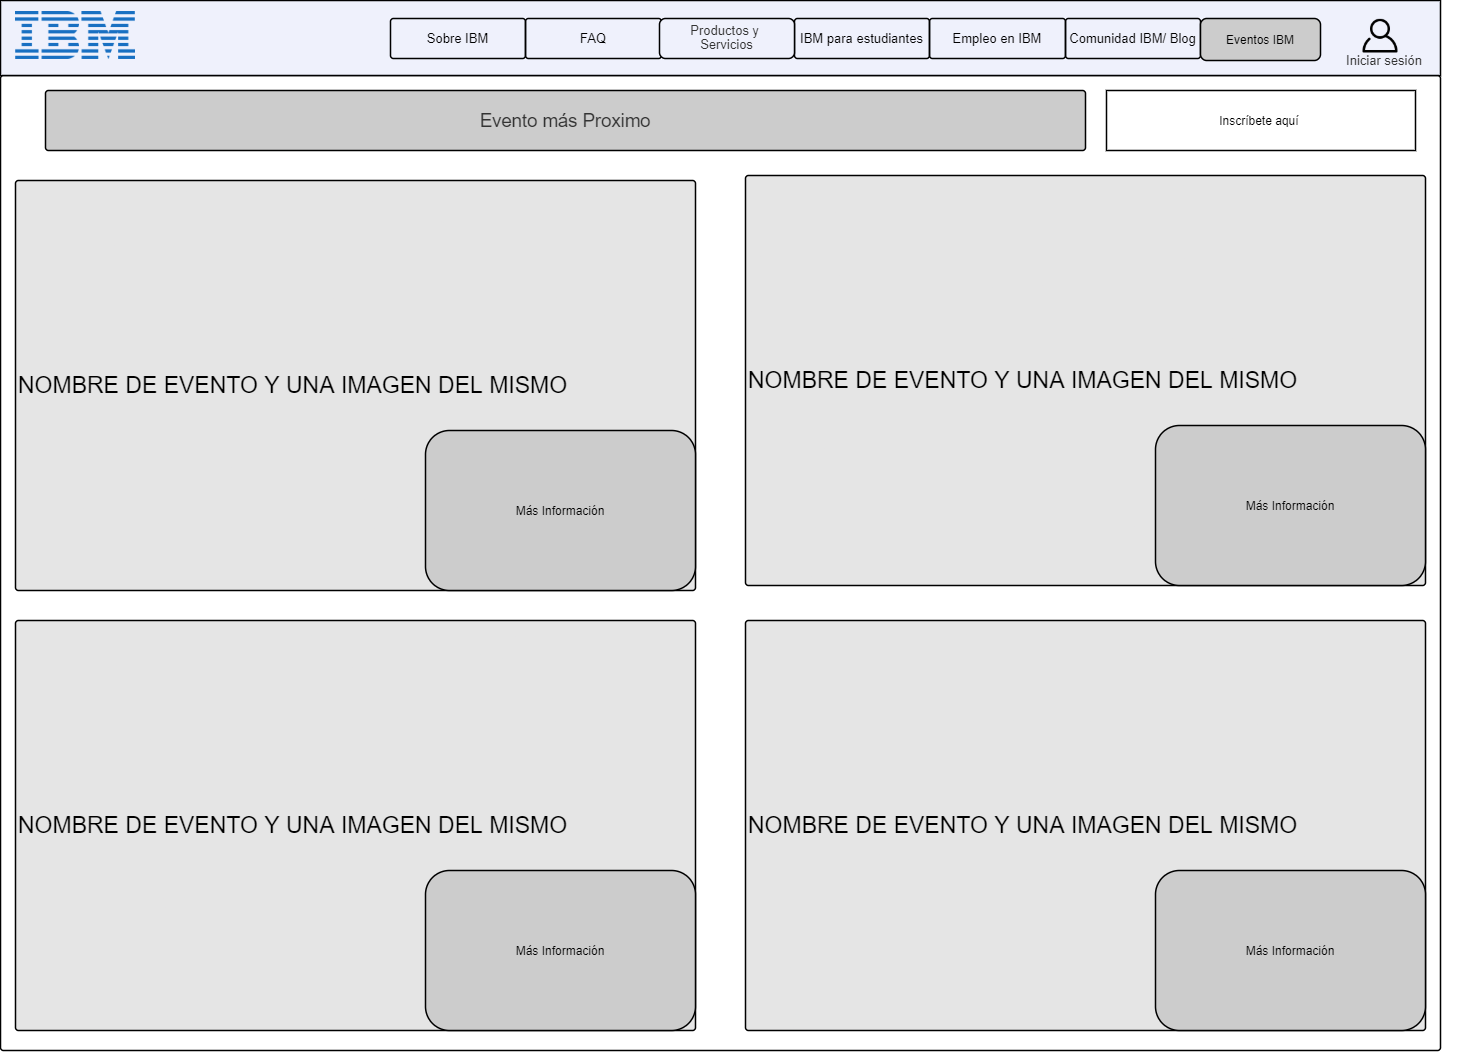 IBM
Sobre IBM
FAQ
Productos y
Servicios
IBM para estudiantes
Empleo en IBM
Comunidad IBM/ Blog
Eventos IBM
Iniciar sesión
Evento más Proximo
Inscríbete aquí
NOMBRE DE EVENTO Y UNA IMAGEN DEL MISMO
Más Información
NOMBRE DE EVENTO Y UNA IMAGEN DEL MISMO
Más Información
NOMBRE DE EVENTO Y UNA IMAGEN DEL MISMO
Más Información
NOMBRE DE EVENTO Y UNA IMAGEN DEL MISMO
Más Información